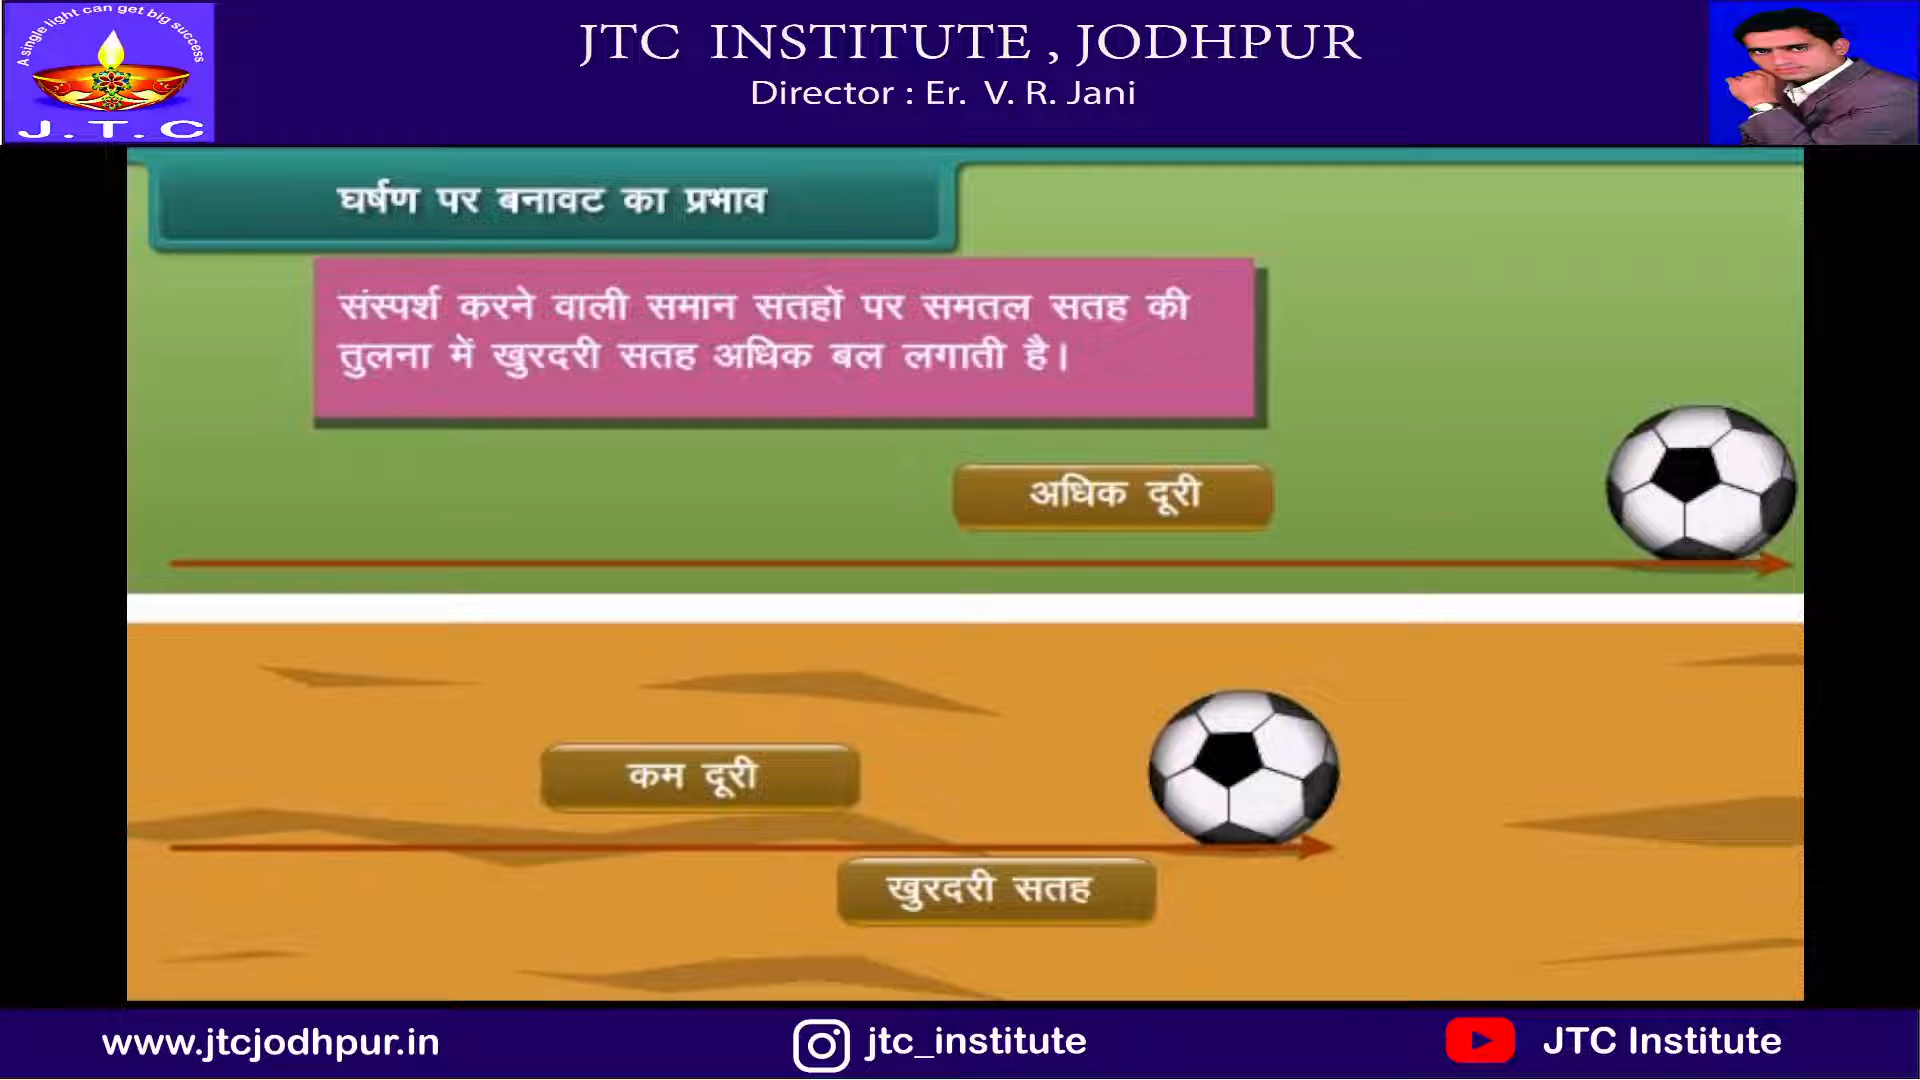 A single light can get big success
J.T.C
JTC INSTITUTE , JODHPUR
Director : Er. V. R. Jani
घर्षण पर बनावट का प्रभाव
संस्पर्श करने वाली समान सतहों पर समतल सतह की
तुलना में खुरदरी सतह अधिक बल लगाती है।
अधिक दूरी
कम दूरी
खुरदरी सतह
www.jtcjodhpur.in
jtc_institute
JTC Institute